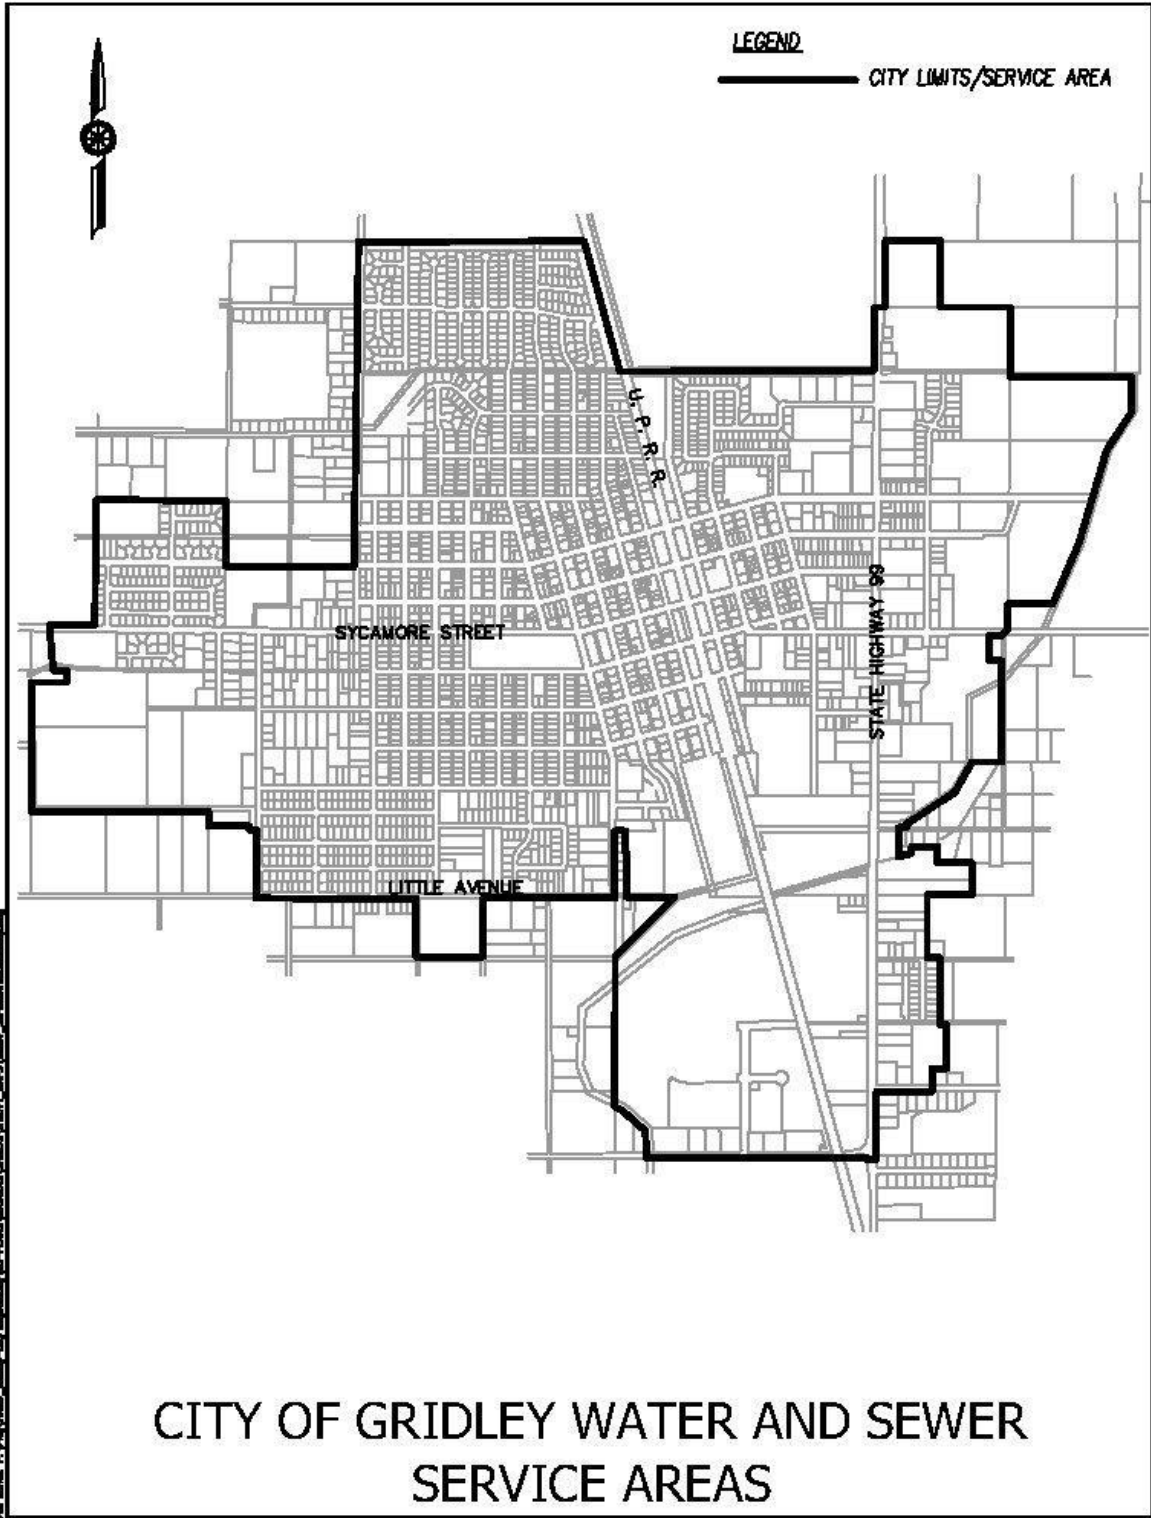 LEGEND
CITY LIMITS/SERVICE AREA
U. P. R. R.
STATE HIGHWAY 99
SYCAMORE STREET
LITTLE AVENUE
CITY OF GRIDLEY WATER AND SEWER
SERVICE AREAS